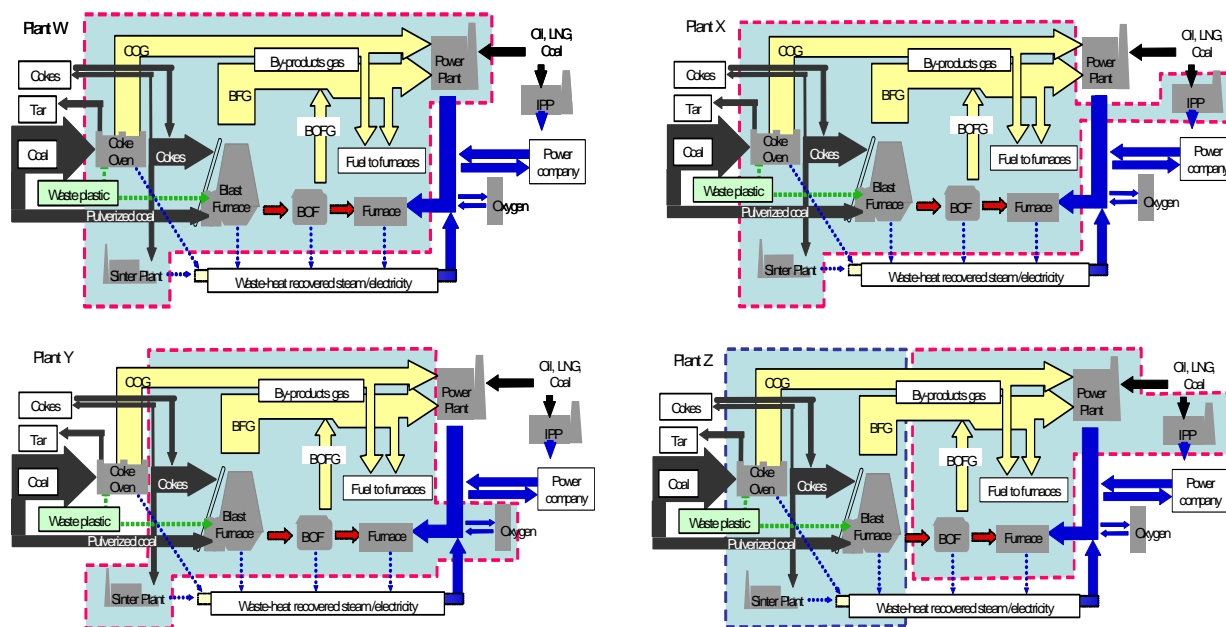 Plant W
COG
By-products gas
Power
Plant
Oil, LNG,
Coal
Cokes
Tar
BFG
IPP
BOFG
Coal
Coke
Oven
Cokes
Fuel to furnaces
Power
company
Waste plastic
Blast
Furnace
BOF
Furnace
Oxygen
Pulverized coal
Sinter Plant
Waste-heat recovered steam/electricity
Plant X
COG
By-products gas
Power
Plant
Oil, LNG,
Coal
Cokes
Tar
BFG
IPP
BOFG
Coal
Coke
Oven
Cokes
Fuel to furnaces
Power
company
Waste plastic
Blast
Furnace
BOF
Furnace
Oxygen
Pulverized coal
Sinter Plant
Waste-heat recovered steam/electricity
Plant Y
COG
By-products gas
Power
Plant
Oil, LNG,
Coal
Cokes
Tar
BFG
IPP
BOFG
Coal
Coke
Oven
Cokes
Fuel to furnaces
Power
company
Waste plastic
Blast
Furnace
BOF
Furnace
Oxygen
Pulverized coal
Sinter Plant
Waste-heat recovered steam/electricity
Plant Z
COG
By-products gas
Power
Plant
Oil, LNG,
Coal
Cokes
Tar
BFG
IPP
BOFG
Coal
Coke
Oven
Cokes
Fuel to furnaces
Power
company
Waste plastic
Blast
Furnace
BOF
Furnace
Oxygen
Pulverized coal
Sinter Plant
Waste-heat recovered steam/electricity